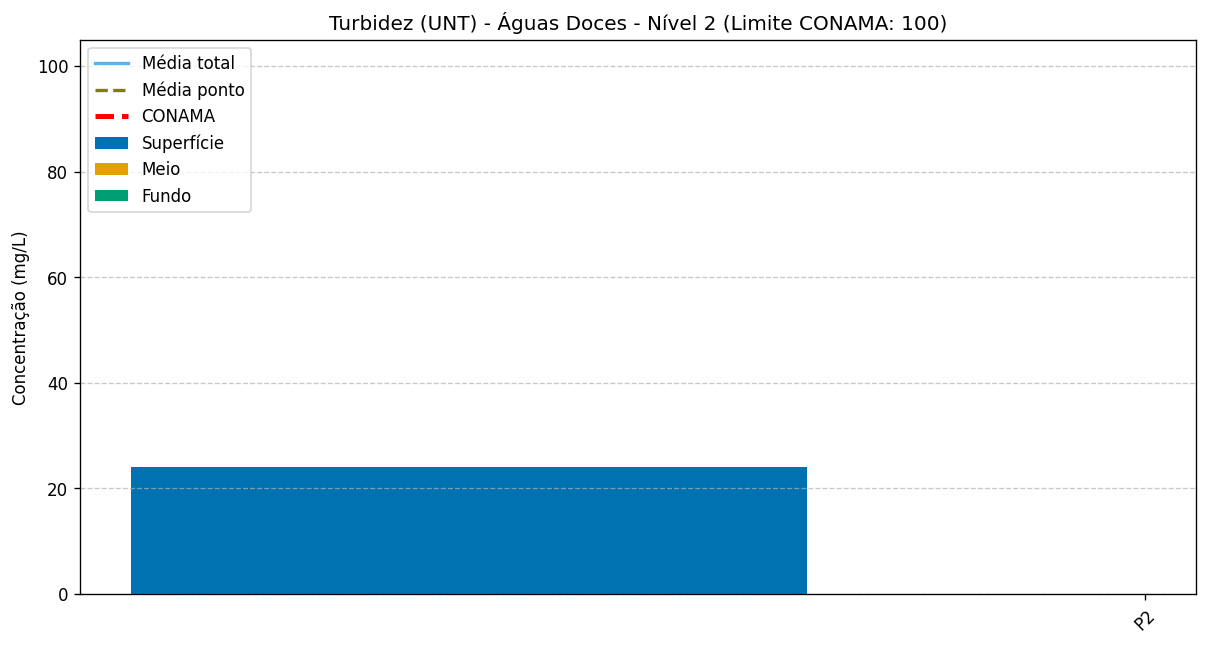 Turbidez (UNT) - Águas Doces - Nível 2 (Limite CONAMA: 100)
Média total
Média ponto
CONAMA
Superfície
Meio
Fundo
Concentração (mg/L)
100
80
60
40
20
0
P2